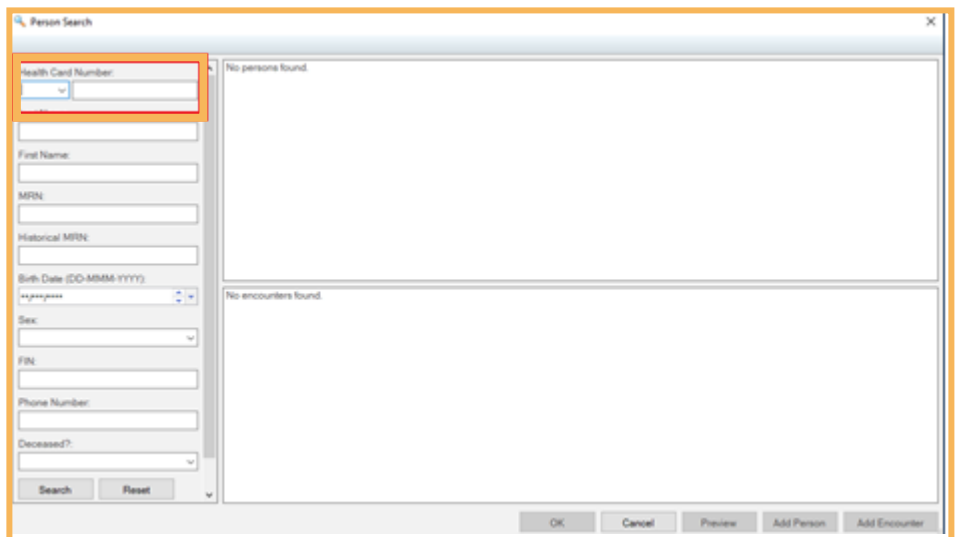 Person Search
Health Card Number:
No persons found.
First Name:
MRN:
Historical MRN:
Birth Date (DD-MMM-YYYY):
**/***/****
No encounters found.
Sex:
FIN:
Phone Number:
Deceased?:
Search Reset
OK Cancel Preview Add Person Add Encounter